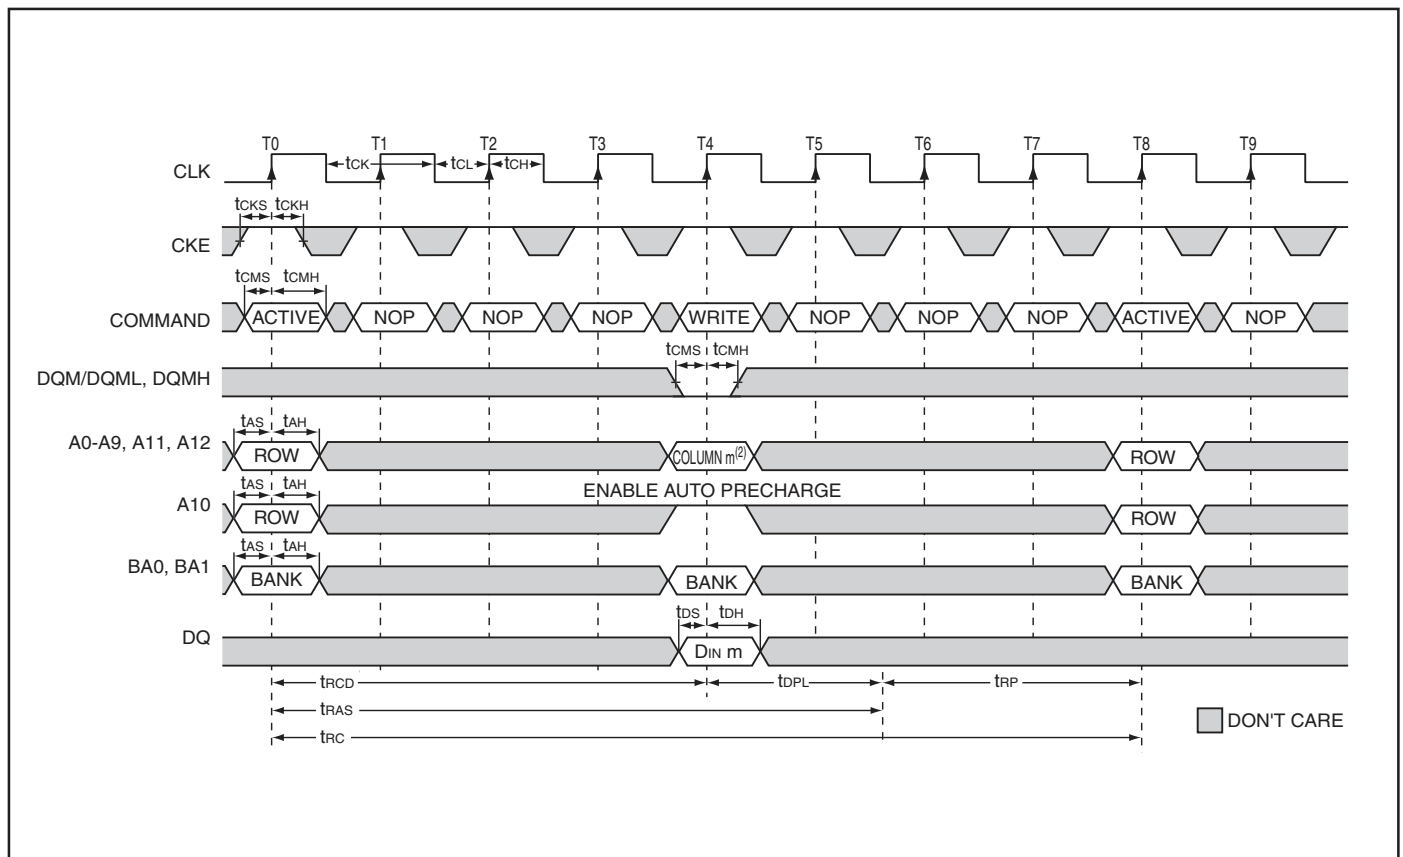 T0 T1 T2 T3 T4 T5 T6 T7 T8 T9
CLK tCK tCL tCH
tCKS tCKH
CKE
tCMS tCMH
COMMAND ACTIVE NOP NOP NOP WRITE NOP NOP NOP ACTIVE NOP
tCMS tCMH
DQM/DQML, DQMH
tAS tAH
A0-A9, A11, A12 ROW COLUMN m(2) ROW
tAS tAH ENABLE AUTO PRECHARGE
A10 ROW ROW
tAS tAH
BA0, BA1 BANK BANK BANK
tDS tDH
DQ DIN m
tRCD tDPL tRP
tRAS
DON'T CARE
tRC